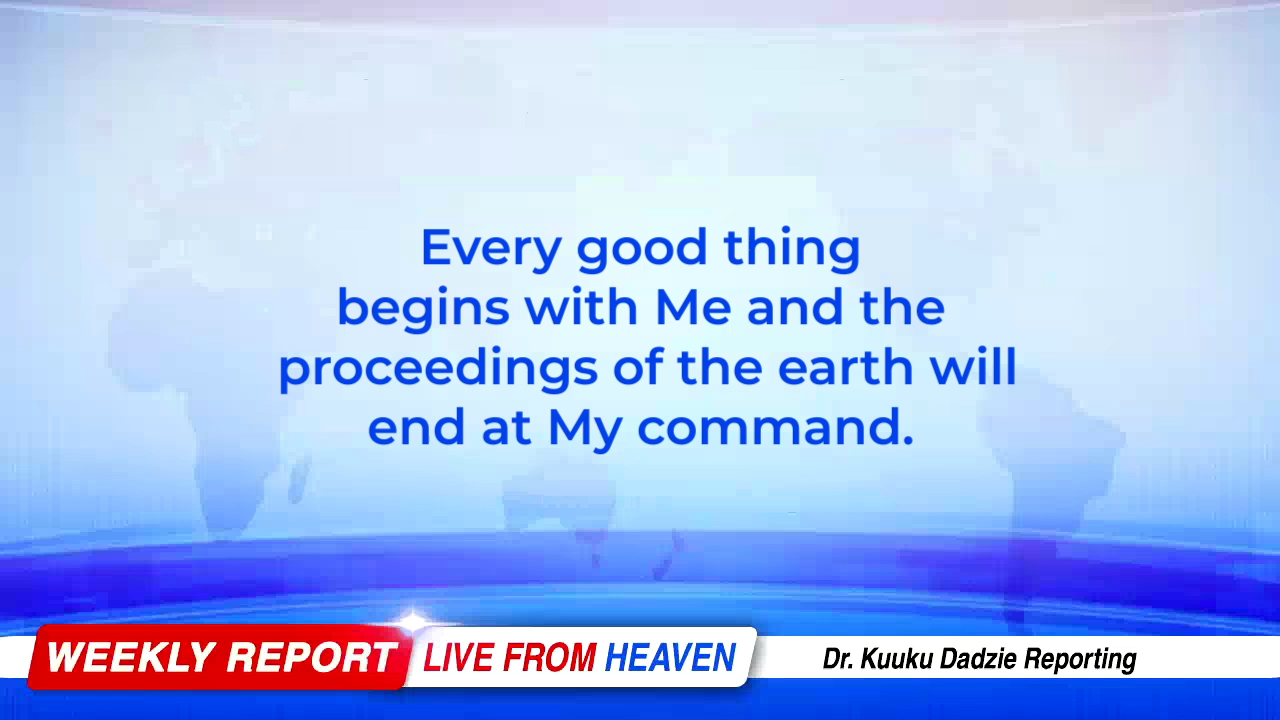 Every good thing
begins with Me and the
proceedings of the earth will
end at My command.
WEEKLY REPORT LIVE FROM HEAVEN Dr. Kuuku Dadzie Reporting